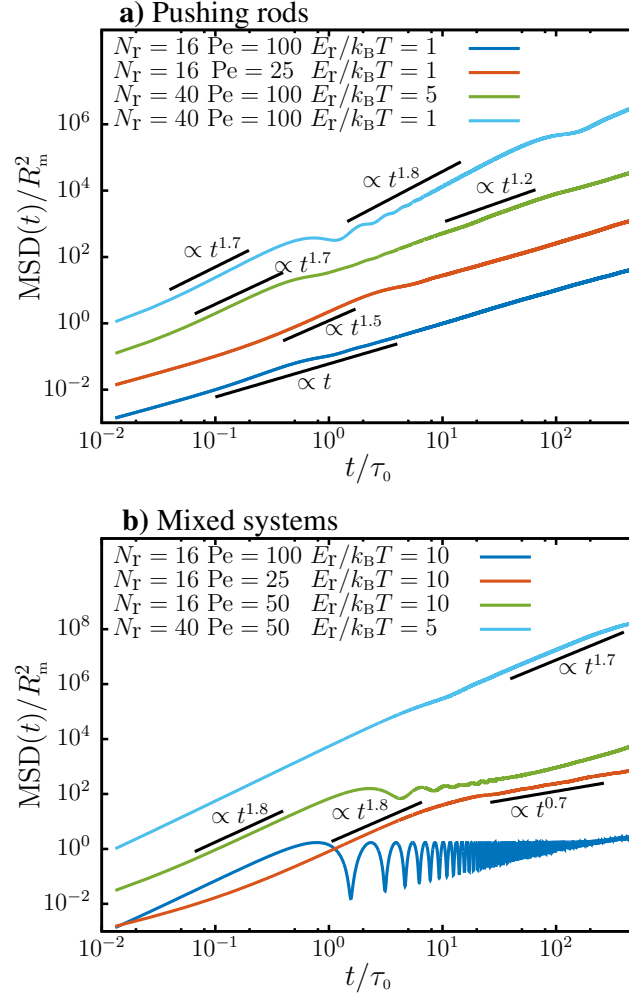 a) Pushing rods
N_r = 16 Pe = 100 E_r/k_BT = 1
N_r = 16 Pe = 25 E_r/k_BT = 1
N_r = 40 Pe = 100 E_r/k_BT = 5
N_r = 40 Pe = 100 E_r/k_BT = 1
10^6
10^4
10^2
10^0
10^-2
MSD(t)/R_m^2
∝ t^1.7
∝ t^1.7
∝ t^1.8
∝ t^1.2
∝ t^1.5
∝ t
10^-2 10^-1 10^0 10^1 10^2
t/τ_0
b) Mixed systems
N_r = 16 Pe = 100 E_r/k_BT = 10
N_r = 16 Pe = 25 E_r/k_BT = 10
N_r = 16 Pe = 50 E_r/k_BT = 10
N_r = 40 Pe = 50 E_r/k_BT = 5
10^8
10^6
10^4
10^2
10^0
10^-2
MSD(t)/R_m^2
∝ t^1.7
∝ t^1.8
∝ t^1.8
∝ t^0.7
10^-2 10^-1 10^0 10^1 10^2
t/τ_0